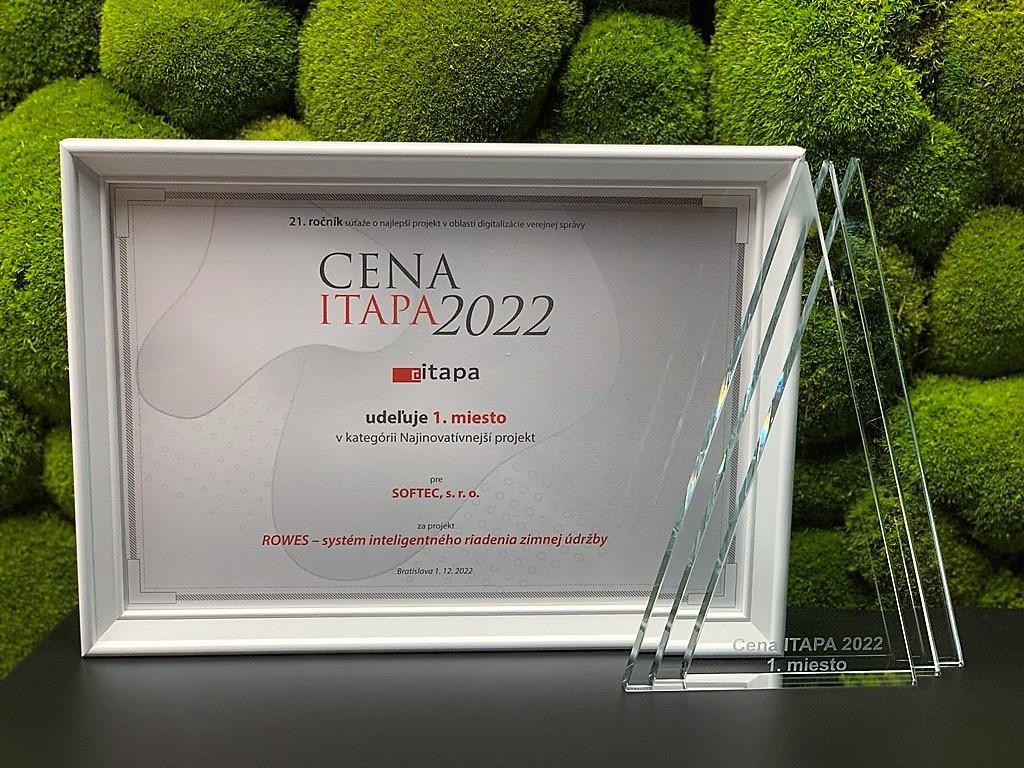 21. ročník súťaže o najlepší projekt v oblasti digitalizácie verejnej správy
CENA
ITAPA2022
itapa
udeľuje 1. miesto
v kategórii Najinovatívnejší projekt
pre
SOFTEC, s. r. o.
za projekt
ROWES – systém inteligentného riadenia zimnej údržby
Bratislava 1. 12. 2022
Cena ITAPA 2022
1. miesto